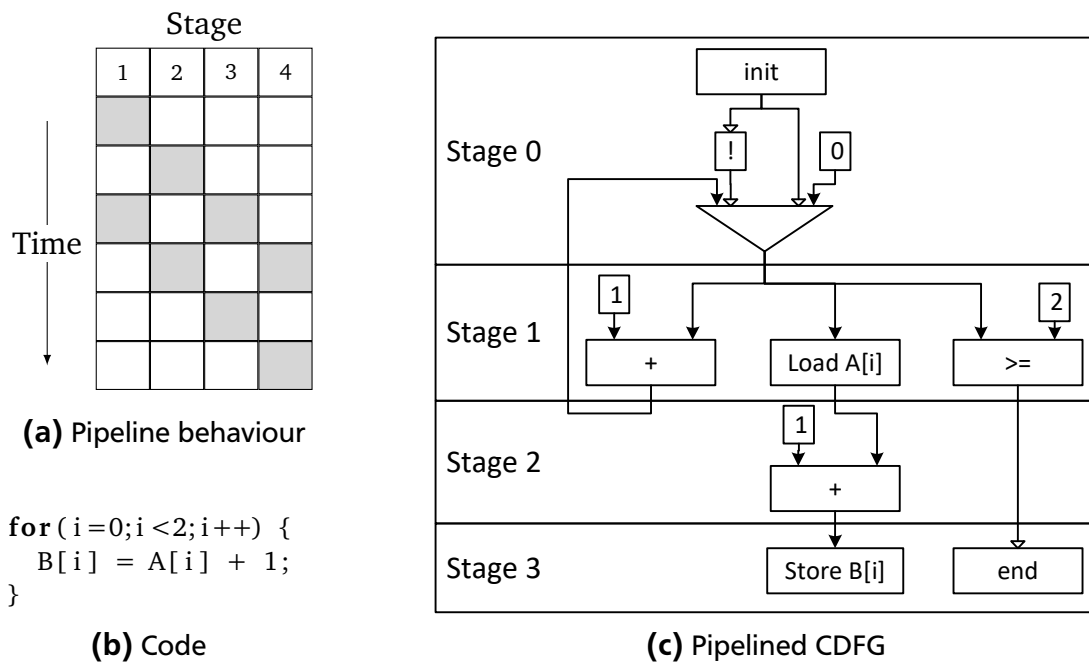 Stage
1 2 3 4
Time
(a) Pipeline behaviour
for(i=0;i<2;i++) {
B[i] = A[i] + 1;
}
(b) Code
Stage 0
init
! 0
Stage 1
1 2
+ Load A[i] >=
Stage 2
1
+
Stage 3
Store B[i] end
(c) Pipelined CDFG